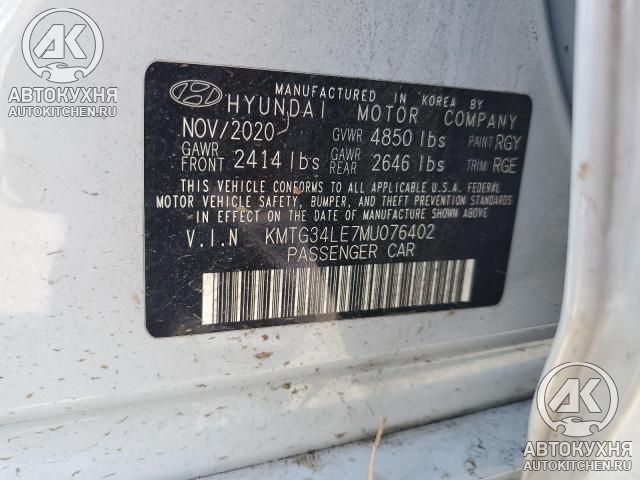 AK
АВТОКУХНЯ
AUTOKITCHEN.RU
MANUFACTURED IN KOREA BY
HYUNDAI MOTOR COMPANY
NOV/2020 GVWR 4850 lbs PAINT RGY
GAWR FRONT 2414 lbs GAWR REAR 2646 lbs TRIM RGE
THIS VEHICLE CONFORMS TO ALL APPLICABLE U.S.A. FEDERAL
MOTOR VEHICLE SAFETY, BUMPER, AND THEFT PREVENTION STANDARDS
IN EFFECT ON THE DATE OF MANUFACTURE SHOWN ABOVE.
V.I.N KMTG34LE7MU076402
PASSENGER CAR
AK
АВТОКУХНЯ
AUTOKITCHEN.RU